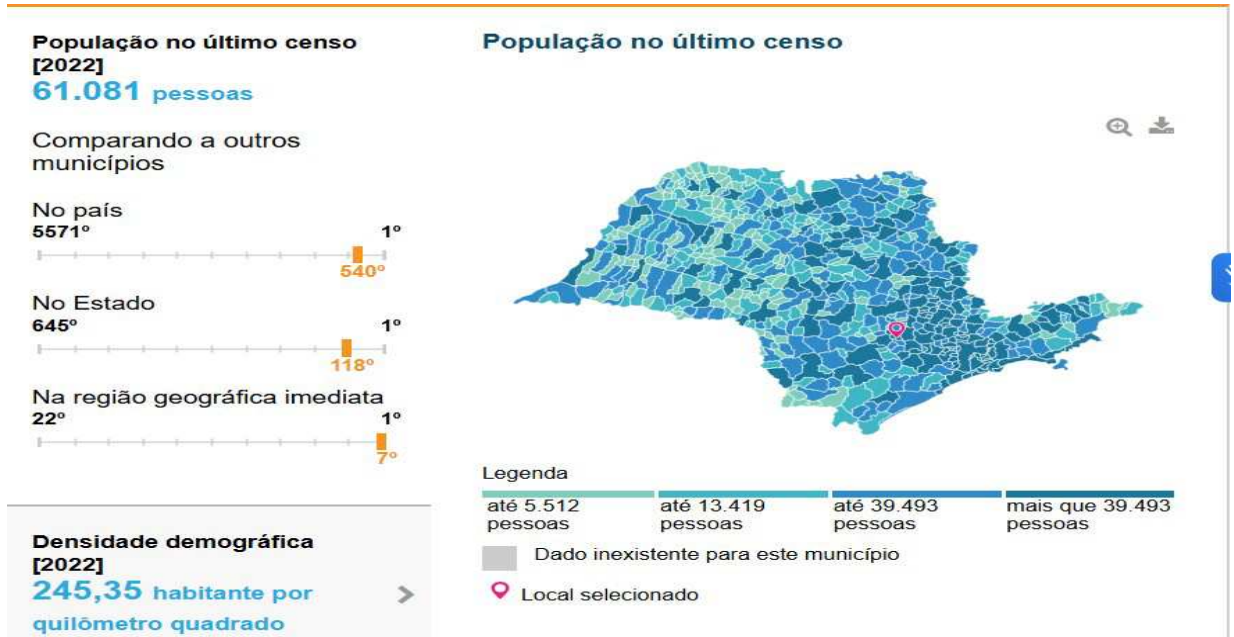 População no último censo
[2022]
61.081 pessoas
Comparando a outros
municípios
No país
5571º 1º
540º
No Estado
645º 1º
118º
Na região geográfica imediata
22º 1º
7º
Densidade demográfica
[2022]
245,35 habitante por
quilômetro quadrado
População no último censo
Legenda
até 5.512
pessoas
até 13.419
pessoas
até 39.493
pessoas
mais que 39.493
pessoas
Dado inexistente para este município
Local selecionado